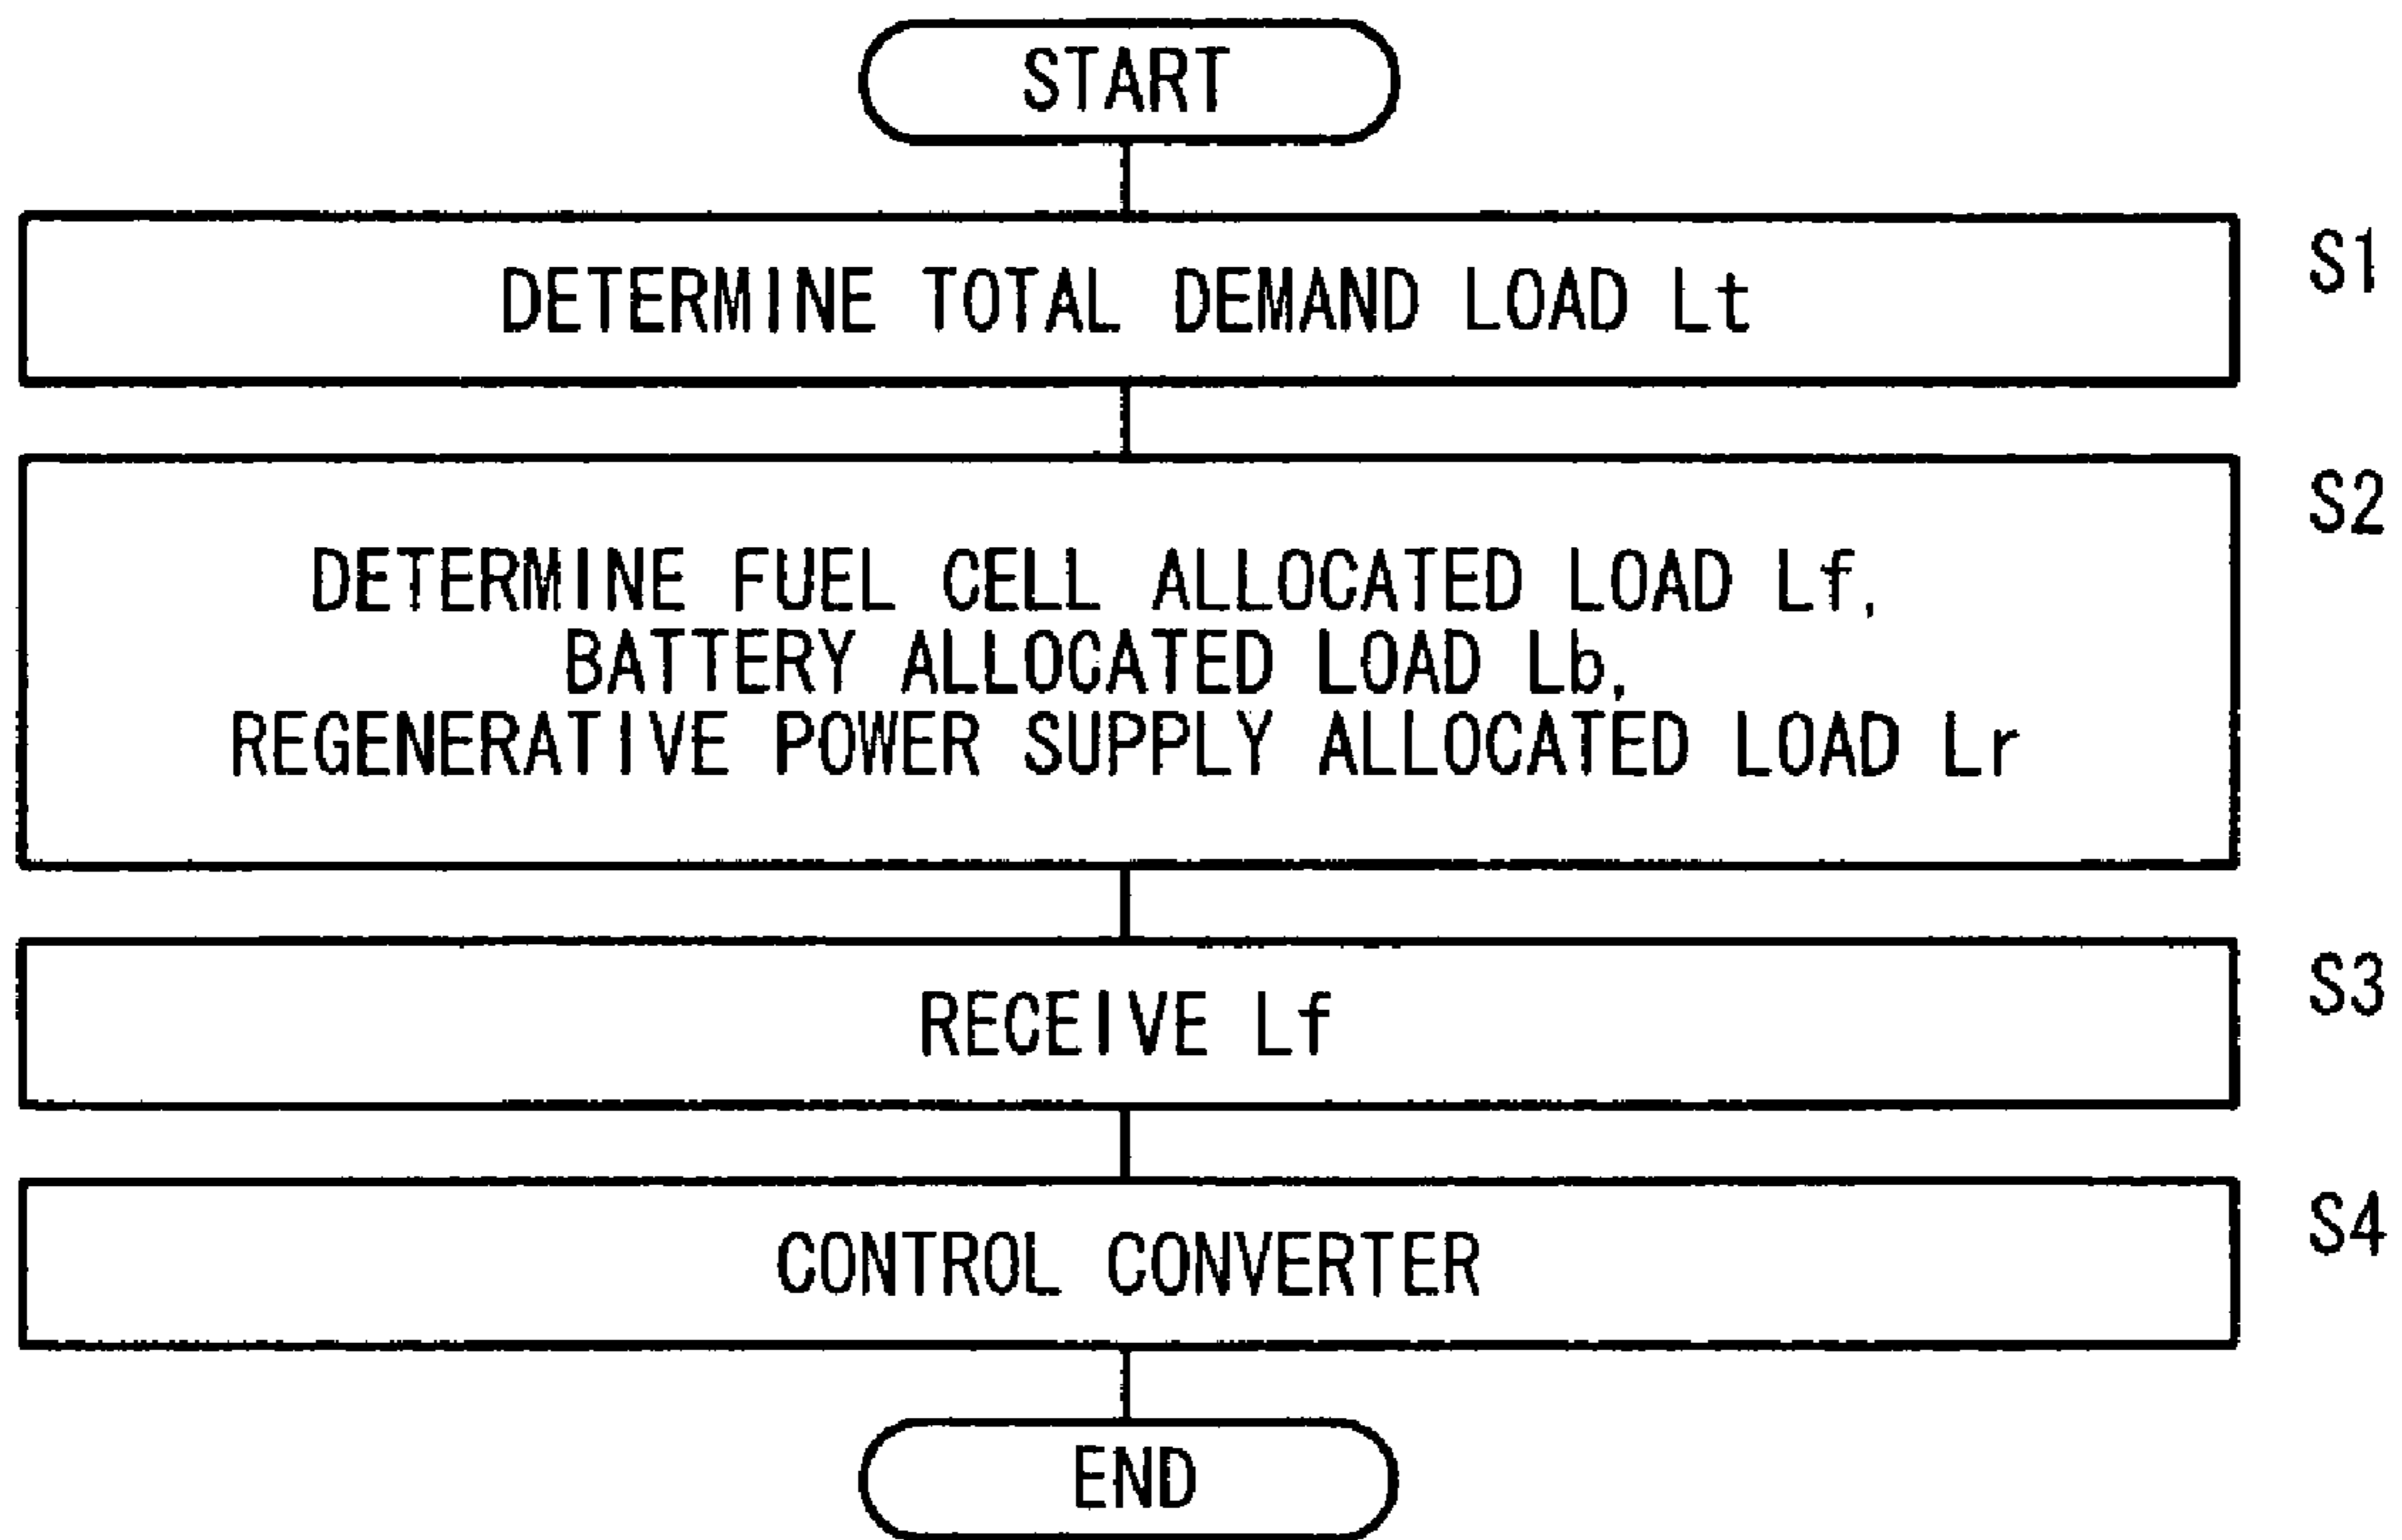 START
DETERMINE TOTAL DEMAND LOAD Lt
S1
DETERMINE FUEL CELL ALLOCATED LOAD Lf,
BATTERY ALLOCATED LOAD Lb,
REGENERATIVE POWER SUPPLY ALLOCATED LOAD Lr
S2
RECEIVE Lf
S3
CONTROL CONVERTER
S4
END